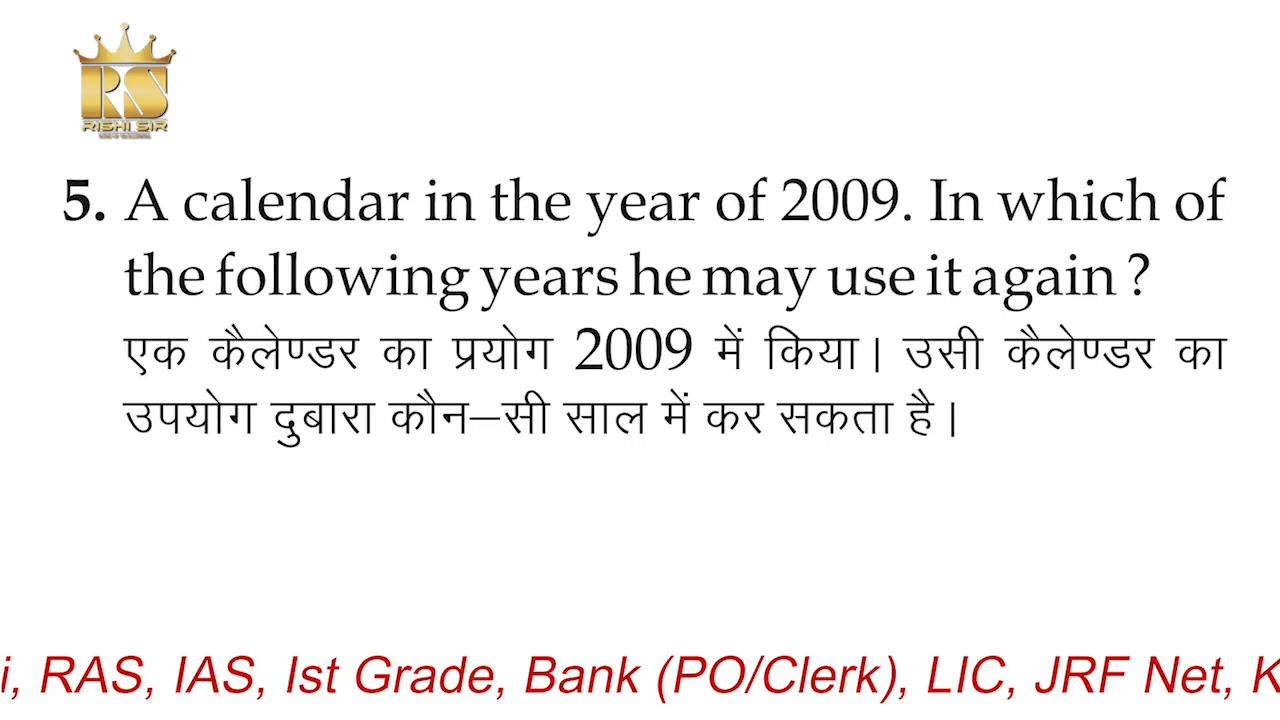 RS
RISHI SIR
5. A calendar in the year of 2009. In which of
the following years he may use it again ?
एक कैलेण्डर का प्रयोग 2009 में किया। उसी कैलेण्डर का
उपयोग दुबारा कौन–सी साल में कर सकता है।
i, RAS, IAS, Ist Grade, Bank (PO/Clerk), LIC, JRF Net, K